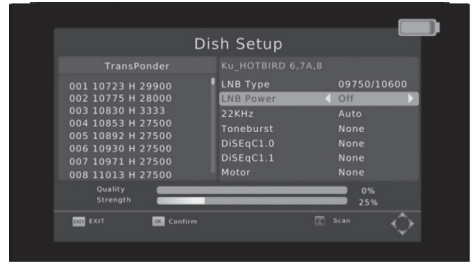 Dish Setup
TransPonder
Ku_HOTBIRD 6,7A,8
001 10723 H 29900
002 10775 H 28000
003 10830 H 3333
004 10853 H 27500
005 10892 H 27500
006 10930 H 27500
007 10971 H 27500
008 11013 H 27500
LNB Type 09750/10600
LNB Power Off
22KHz Auto
Toneburst None
DiSEqC1.0 None
DiSEqC1.1 None
Motor None
Quality 0%
Strength 25%
EXIT EXIT
OK Confirm
Scan